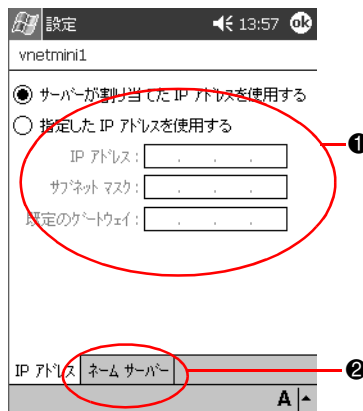 設定 13:57 ok
vnetmini1
サーバーが割り当てた IP アドレスを使用する
指定した IP アドレスを使用する
❶
IP アドレス :
サブネット マスク :
既定のゲートウェイ :
IP アドレス ネーム サーバー
❷
A